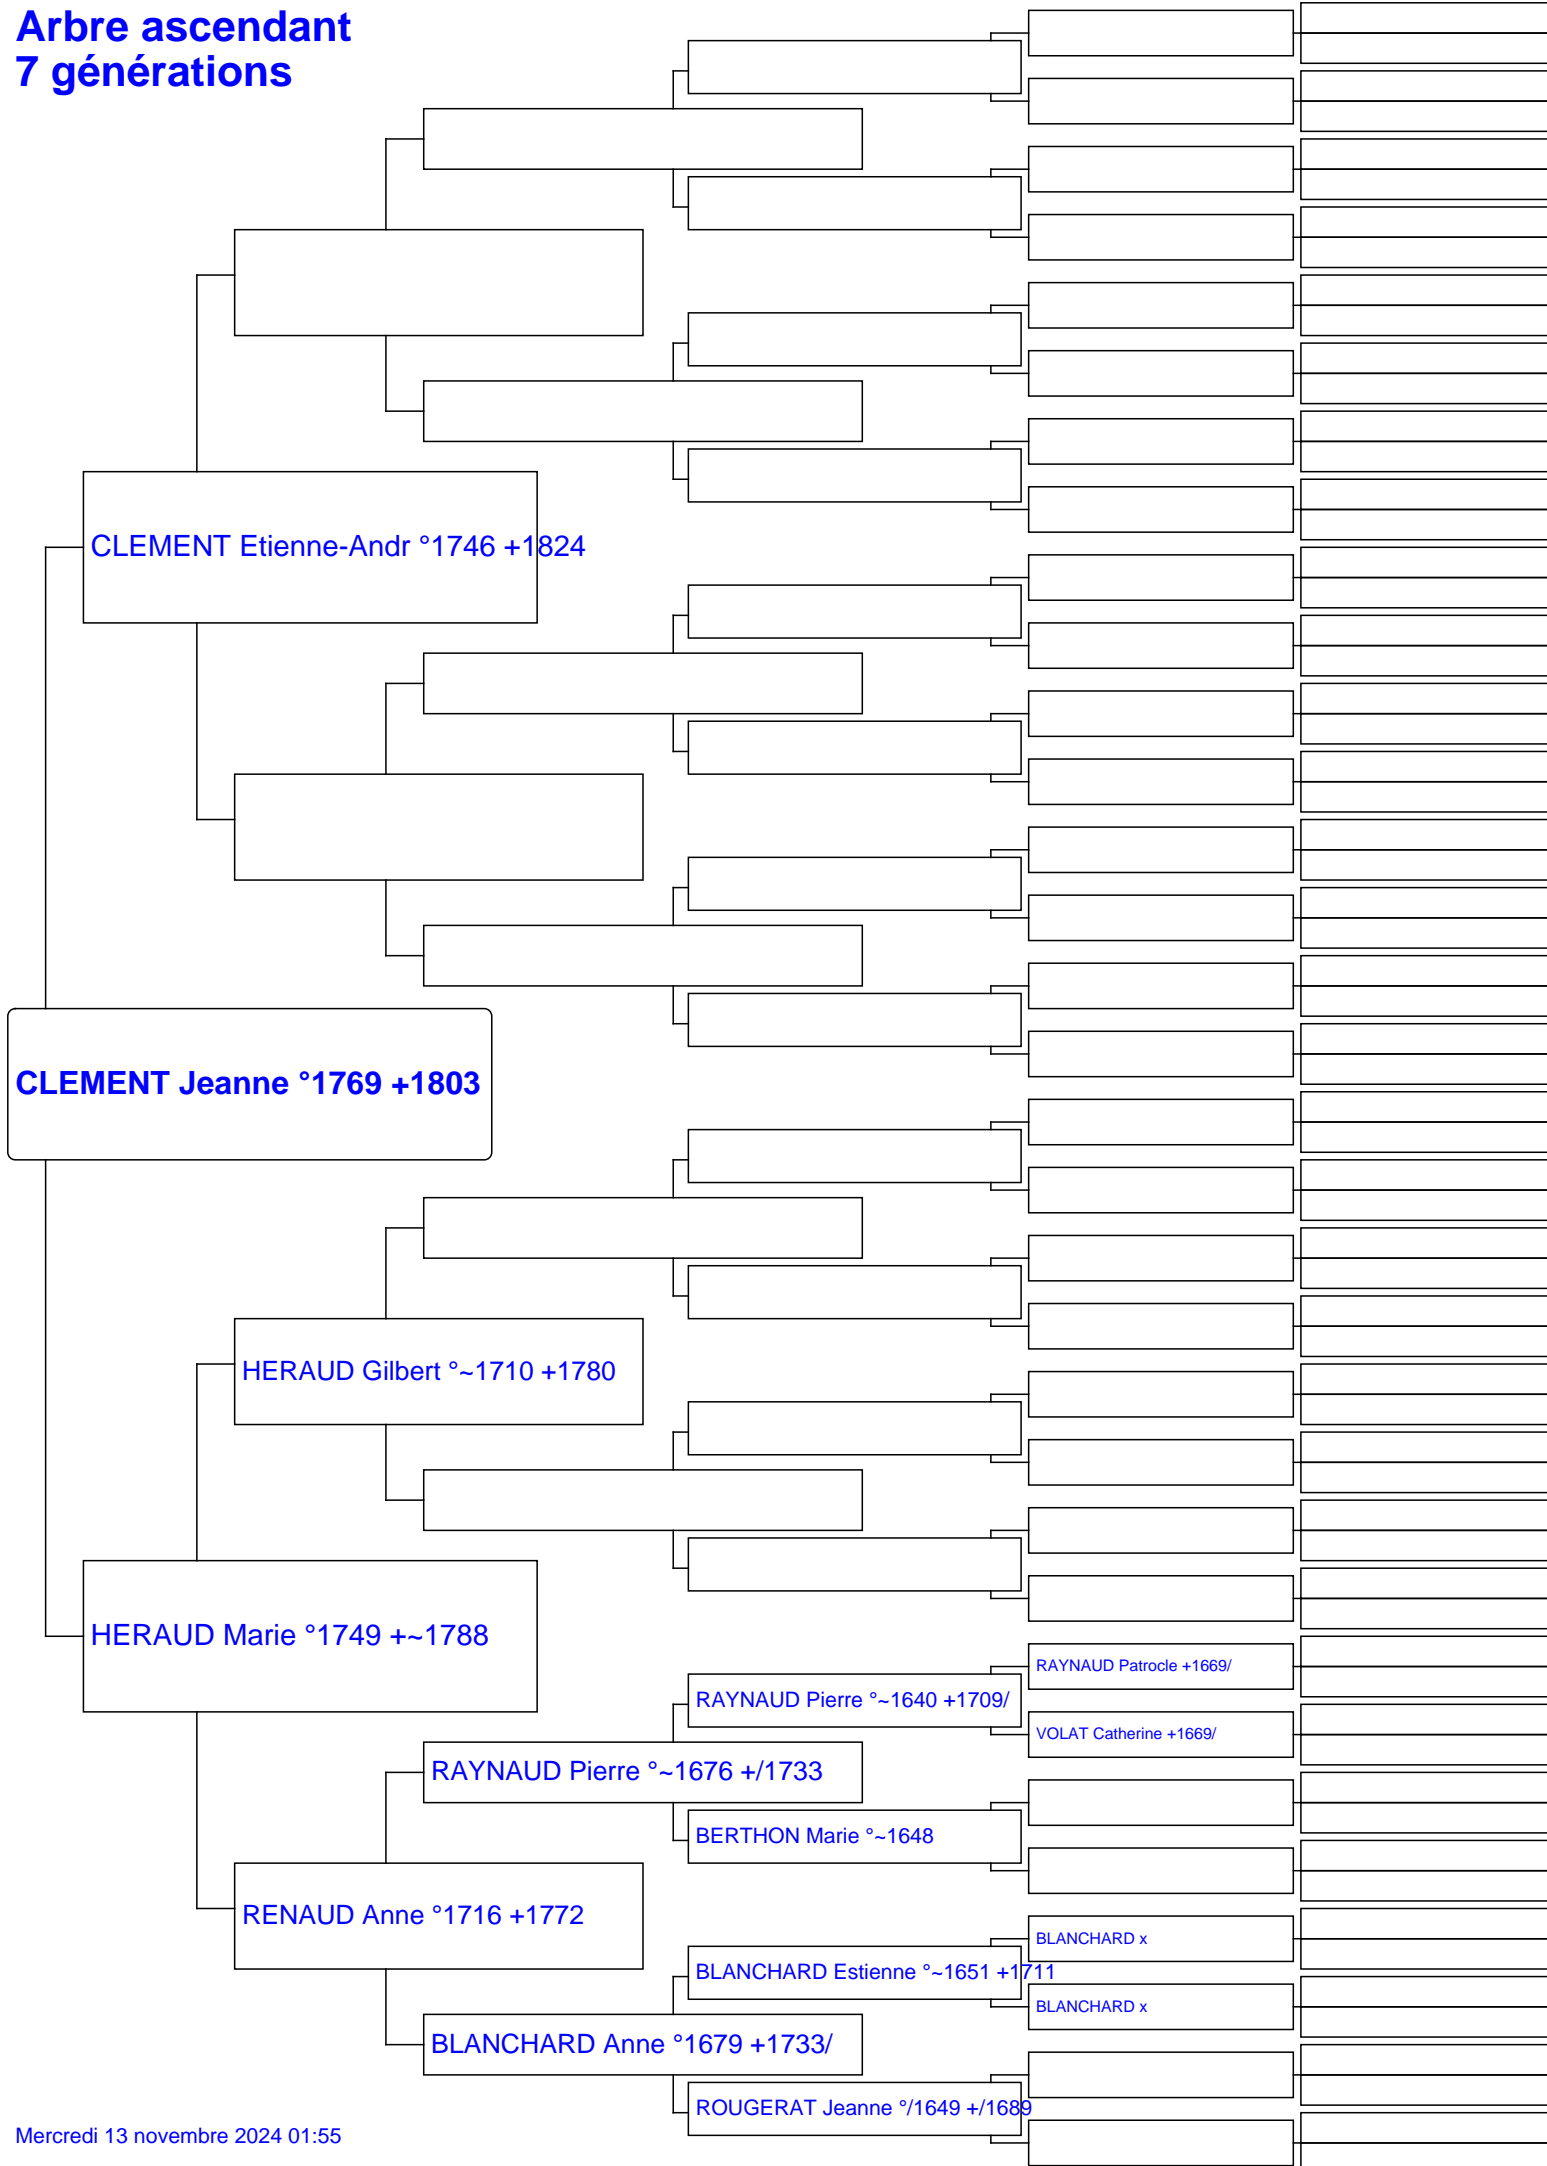 Arbre ascendant
7 générations
CLEMENT Etienne-Andr °1746 +1824
CLEMENT Jeanne °1769 +1803
HERAUD Gilbert °~1710 +1780
HERAUD Marie °1749 +~1788
RAYNAUD Patrocle +1669/
RAYNAUD Pierre °~1640 +1709/
VOLAT Catherine +1669/
RAYNAUD Pierre °~1676 +/1733
BERTHON Marie °~1648
RENAUD Anne °1716 +1772
BLANCHARD x
BLANCHARD Estienne °~1651 +1711
BLANCHARD x
BLANCHARD Anne °1679 +1733/
ROUGERAT Jeanne °/1649 +/1689
Mercredi 13 novembre 2024 01:55